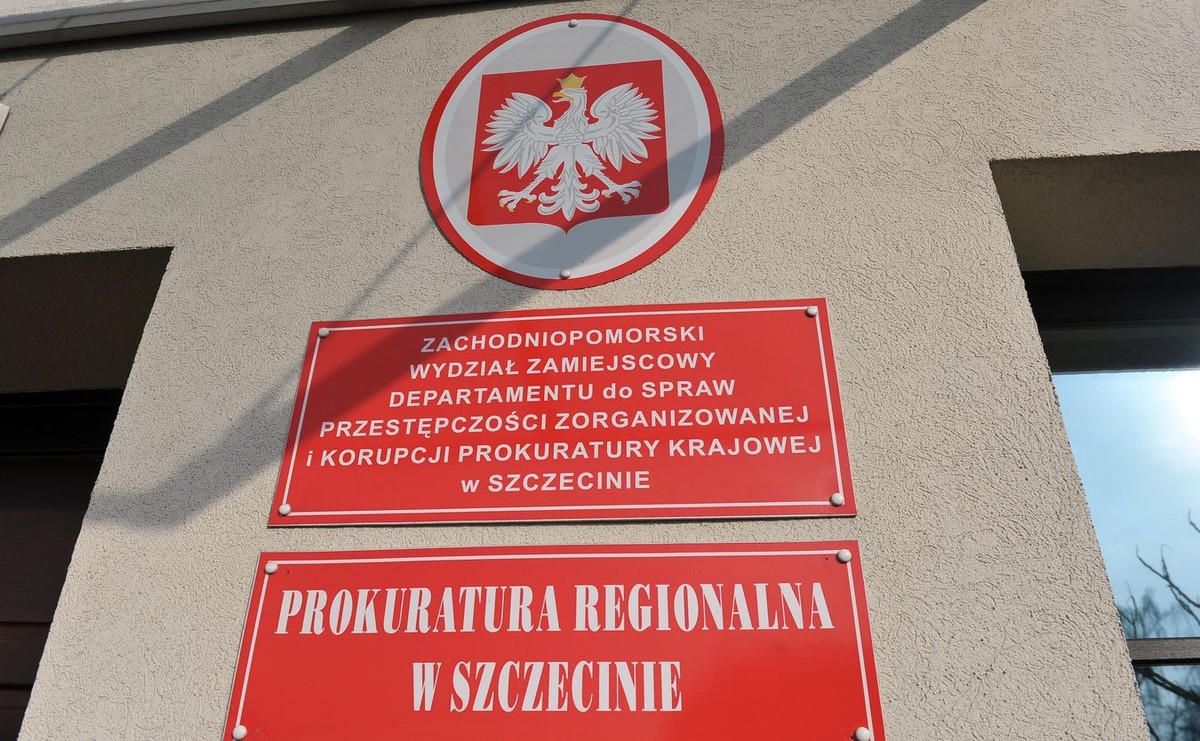 ZACHODNIOPOMORSKI
WYDZIAŁ ZAMIEJSCOWY
DEPARTAMENTU do SPRAW
PRZESTĘPCZOŚCI ZORGANIZOWANEJ
i KORUPCJI PROKURATURY KRAJOWEJ
w SZCZECINIE
PROKURATURA REGIONALNA
W SZCZECINIE